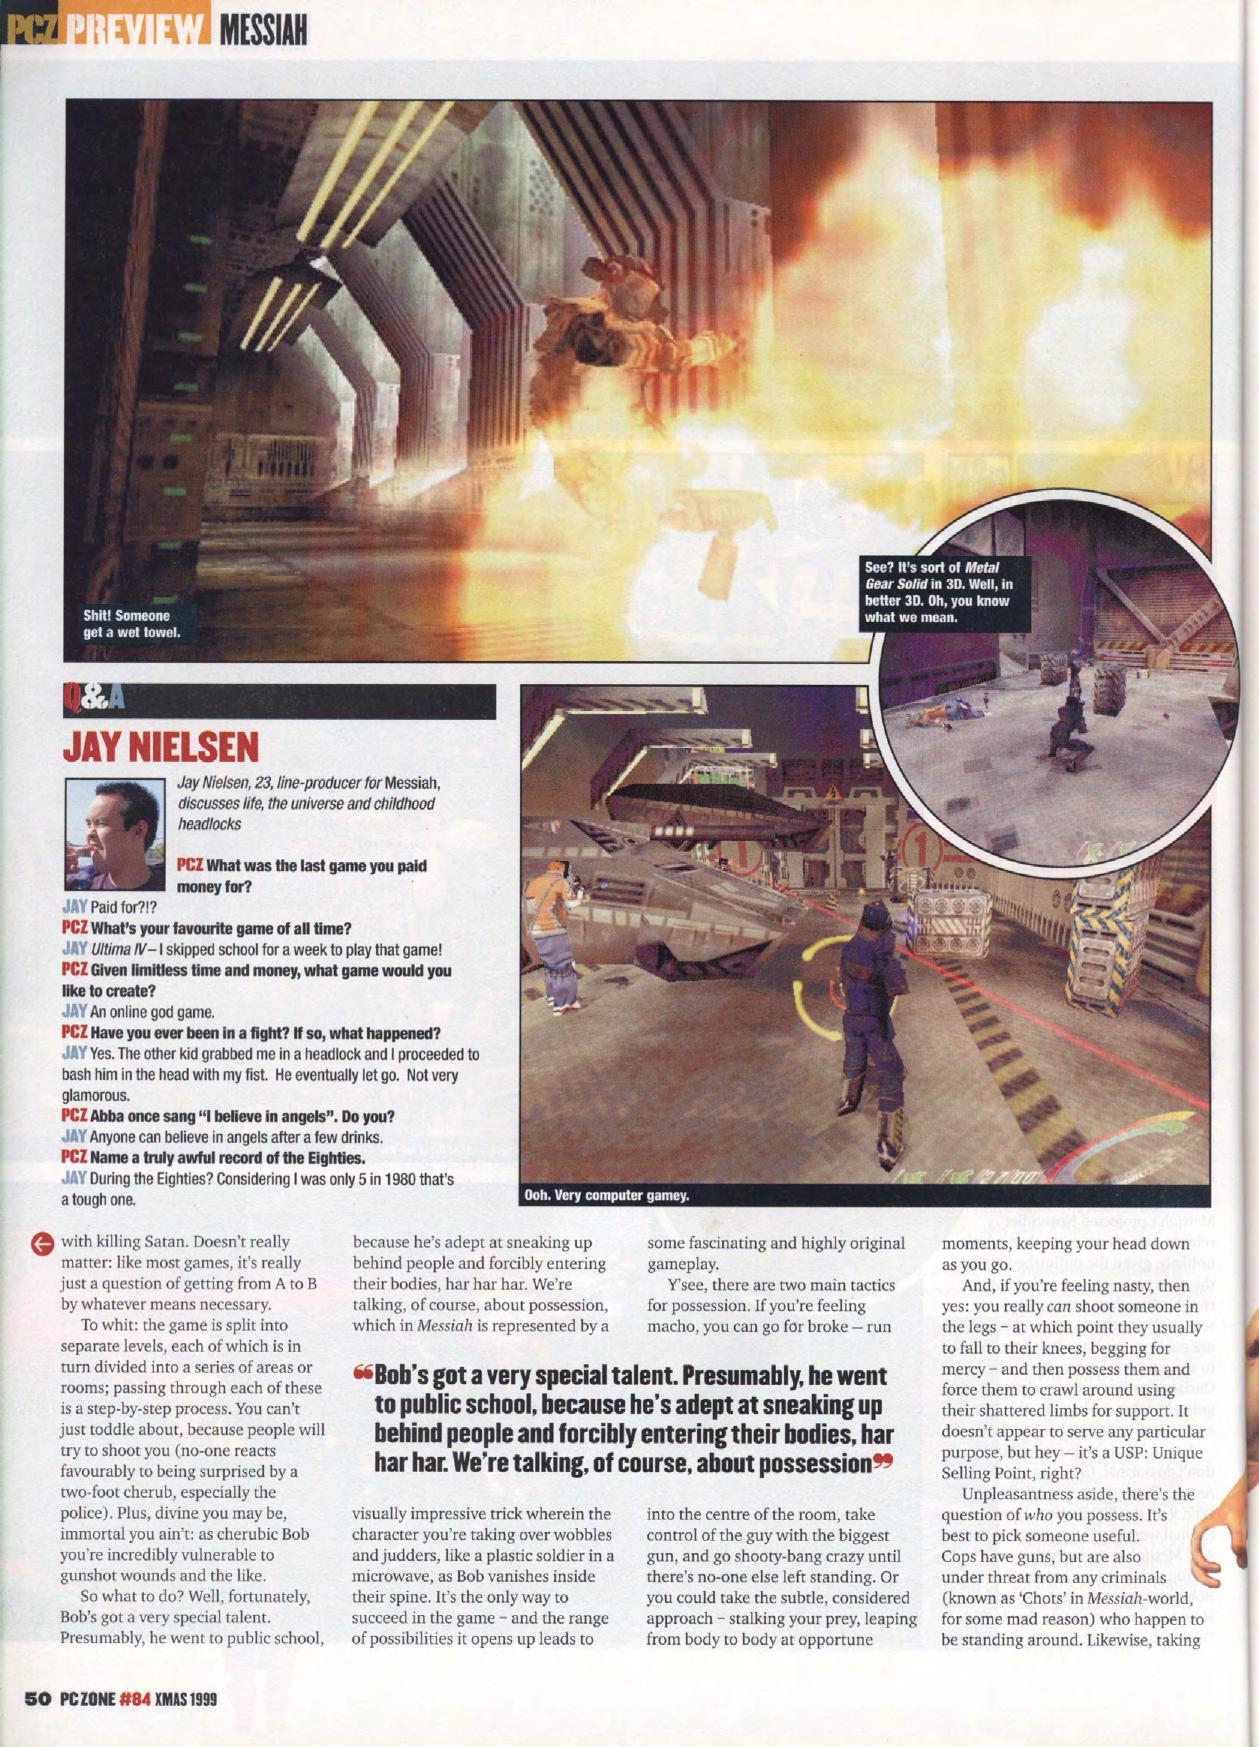 PCZ PREVIEW MESSIAH
Shit! Someone
get a wet towel.
See? It's sort of Metal
Gear Solid in 3D. Well, in
better 3D. Oh, you know
what we mean.
Q&A
JAY NIELSEN
Jay Nielsen, 23, line-producer for Messiah,
discusses life, the universe and childhood
headlocks
PCZ What was the last game you paid
money for?
JAY Paid for?!?
PCZ What's your favourite game of all time?
JAY Ultima IV – I skipped school for a week to play that game!
PCZ Given limitless time and money, what game would you
like to create?
JAY An online god game.
PCZ Have you ever been in a fight? If so, what happened?
JAY Yes. The other kid grabbed me in a headlock and I proceeded to
bash him in the head with my fist. He eventually let go. Not very
glamorous.
PCZ Abba once sang “I believe in angels”. Do you?
JAY Anyone can believe in angels after a few drinks.
PCZ Name a truly awful record of the Eighties.
JAY During the Eighties? Considering I was only 5 in 1980 that's
a tough one.
Ooh. Very computer gamey.
with killing Satan. Doesn't really
matter: like most games, it's really
just a question of getting from A to B
by whatever means necessary.
To whit: the game is split into
separate levels, each of which is in
turn divided into a series of areas or
rooms; passing through each of these
is a step-by-step process. You can't
just toddle about, because people will
try to shoot you (no-one reacts
favourably to being surprised by a
two-foot cherub, especially the
police). Plus, divine you may be,
immortal you ain't: as cherubic Bob
you're incredibly vulnerable to
gunshot wounds and the like.
So what to do? Well, fortunately,
Bob's got a very special talent.
Presumably, he went to public school,
because he's adept at sneaking up
behind people and forcibly entering
their bodies, har har har. We're
talking, of course, about possession,
which in Messiah is represented by a
“Bob's got a very special talent. Presumably, he went
to public school, because he's adept at sneaking up
behind people and forcibly entering their bodies, har
har har. We're talking, of course, about possession”
visually impressive trick wherein the
character you're taking over wobbles
and judders, like a plastic soldier in a
microwave, as Bob vanishes inside
their spine. It's the only way to
succeed in the game – and the range
of possibilities it opens up leads to
some fascinating and highly original
gameplay.
Y'see, there are two main tactics
for possession. If you're feeling
macho, you can go for broke – run
into the centre of the room, take
control of the guy with the biggest
gun, and go shooty-bang crazy until
there's no-one else left standing. Or
you could take the subtle, considered
approach – stalking your prey, leaping
from body to body at opportune
moments, keeping your head down
as you go.
And, if you're feeling nasty, then
yes: you really can shoot someone in
the legs – at which point they usually
to fall to their knees, begging for
mercy – and then possess them and
force them to crawl around using
their shattered limbs for support. It
doesn't appear to serve any particular
purpose, but hey – it's a USP: Unique
Selling Point, right?
Unpleasantness aside, there's the
question of who you possess. It's
best to pick someone useful.
Cops have guns, but are also
under threat from any criminals
(known as ‘Chots’ in Messiah-world,
for some mad reason) who happen to
be standing around. Likewise, taking
50 PC ZONE #84 XMAS 1999